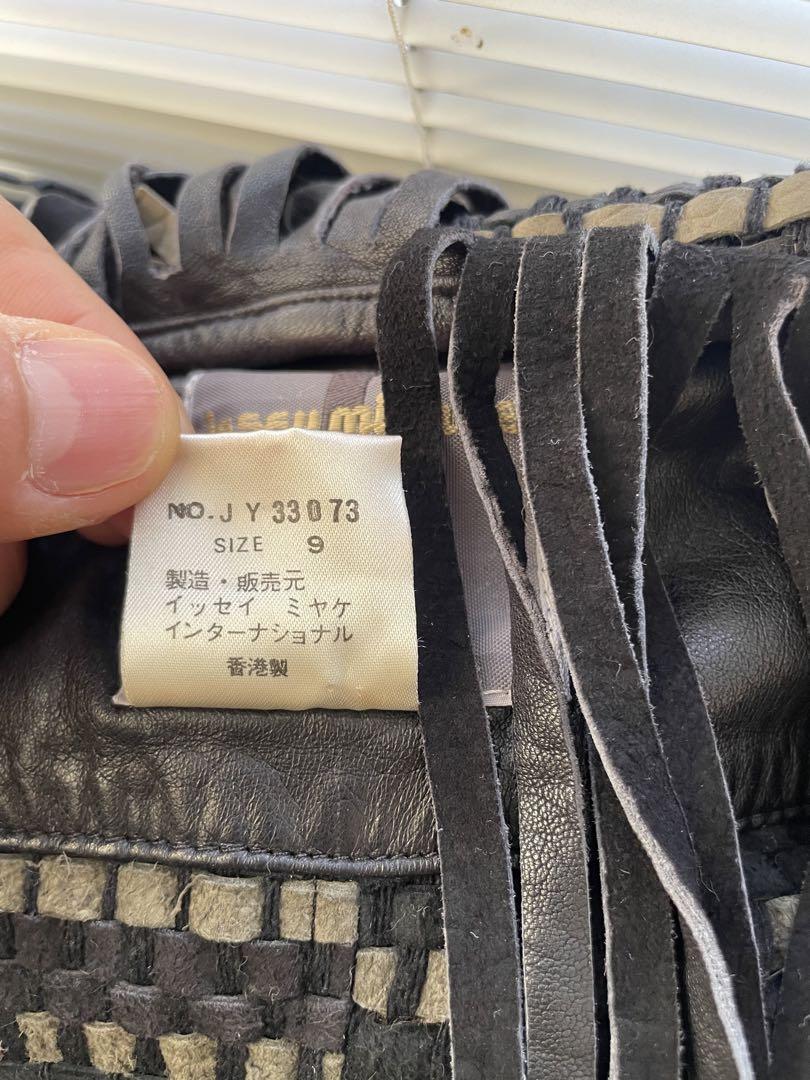 NO. JY 33073
SIZE 9
製造・販売元
イッセイ ミヤケ
インターナショナル
香港製